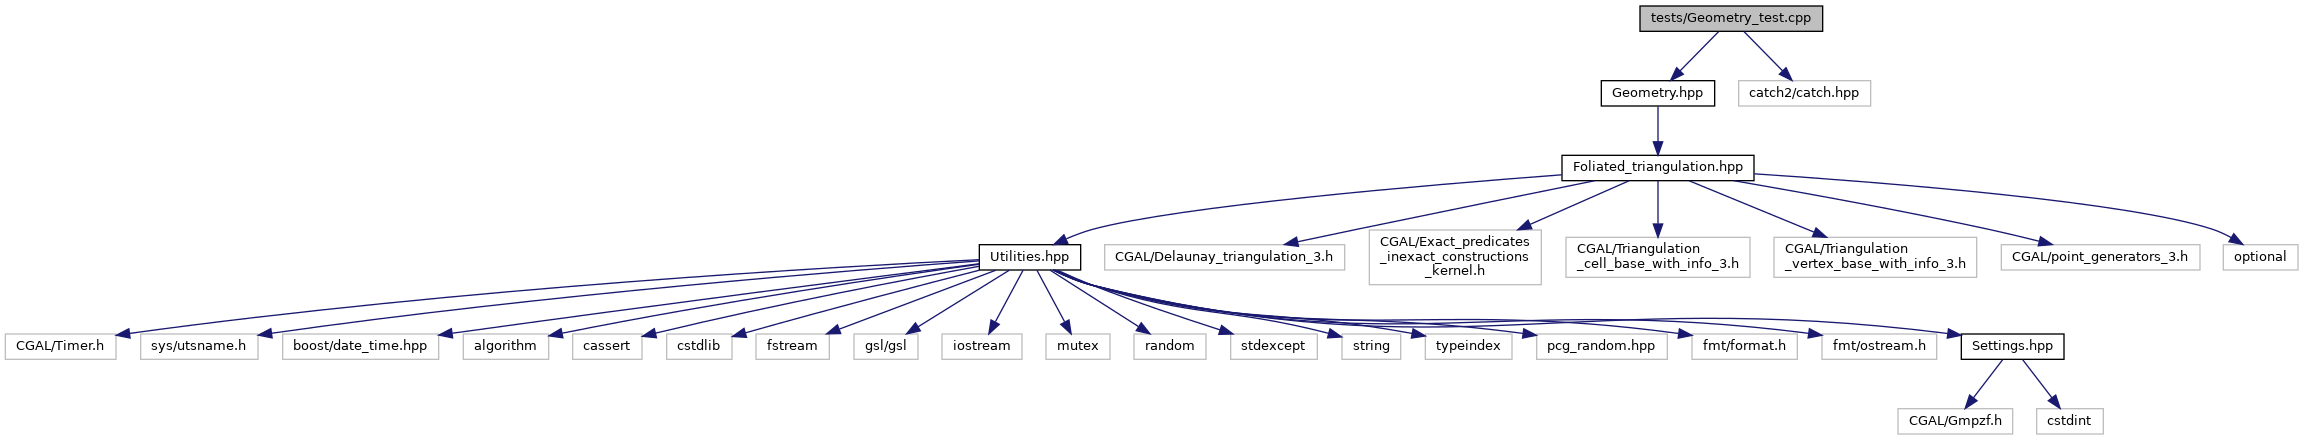 tests/Geometry_test.cpp
Geometry.hpp
catch2/catch.hpp
Foliated_triangulation.hpp
Utilities.hpp
CGAL/Delaunay_triangulation_3.h
CGAL/Exact_predicates
_inexact_constructions
_kernel.h
CGAL/Triangulation
_cell_base_with_info_3.h
CGAL/Triangulation
_vertex_base_with_info_3.h
CGAL/point_generators_3.h
optional
CGAL/Timer.h
sys/utsname.h
boost/date_time.hpp
algorithm
cassert
cstdlib
fstream
gsl/gsl
iostream
mutex
random
stdexcept
string
typeindex
pcg_random.hpp
fmt/format.h
fmt/ostream.h
Settings.hpp
CGAL/Gmpzf.h
cstdint